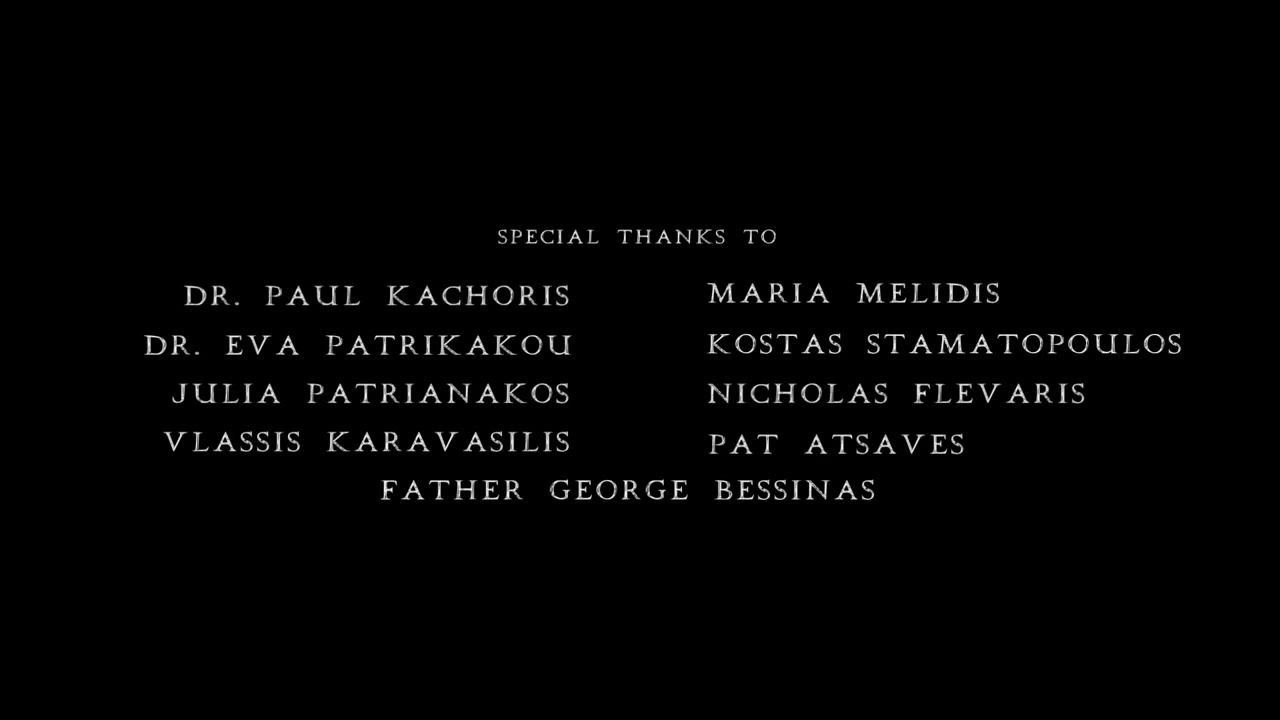 SPECIAL THANKS TO
DR. PAUL KACHORIS MARIA MELIDIS
DR. EVA PATRIKAKOU KOSTAS STAMATOPOULOS
JULIA PATRIANAKOS NICHOLAS FLEVARIS
VLASSIS KARAVASILIS PAT ATSAVES
FATHER GEORGE BESSINAS